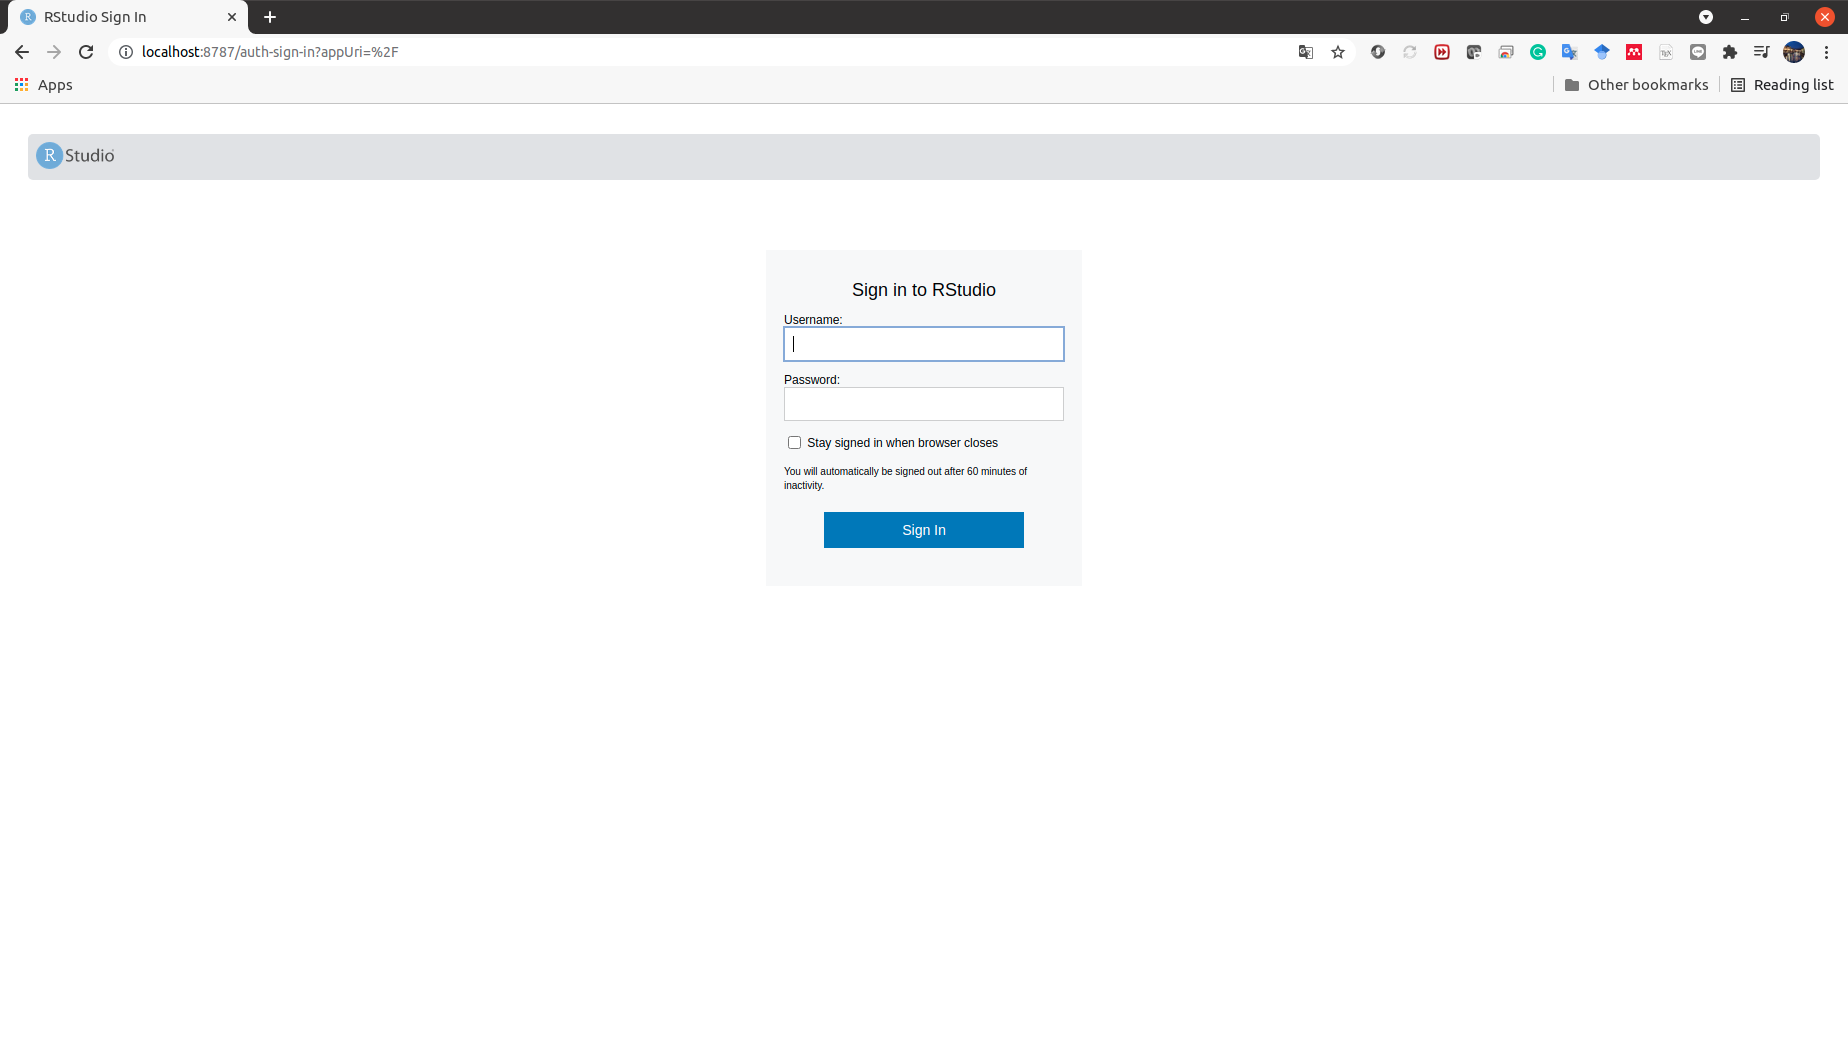 RStudio Sign In
localhost:8787/auth-sign-in?appUri=%2F
Apps
Other bookmarks
Reading list
R Studio
Sign in to RStudio
Username:
Password:
Stay signed in when browser closes
You will automatically be signed out after 60 minutes of
inactivity.
Sign In